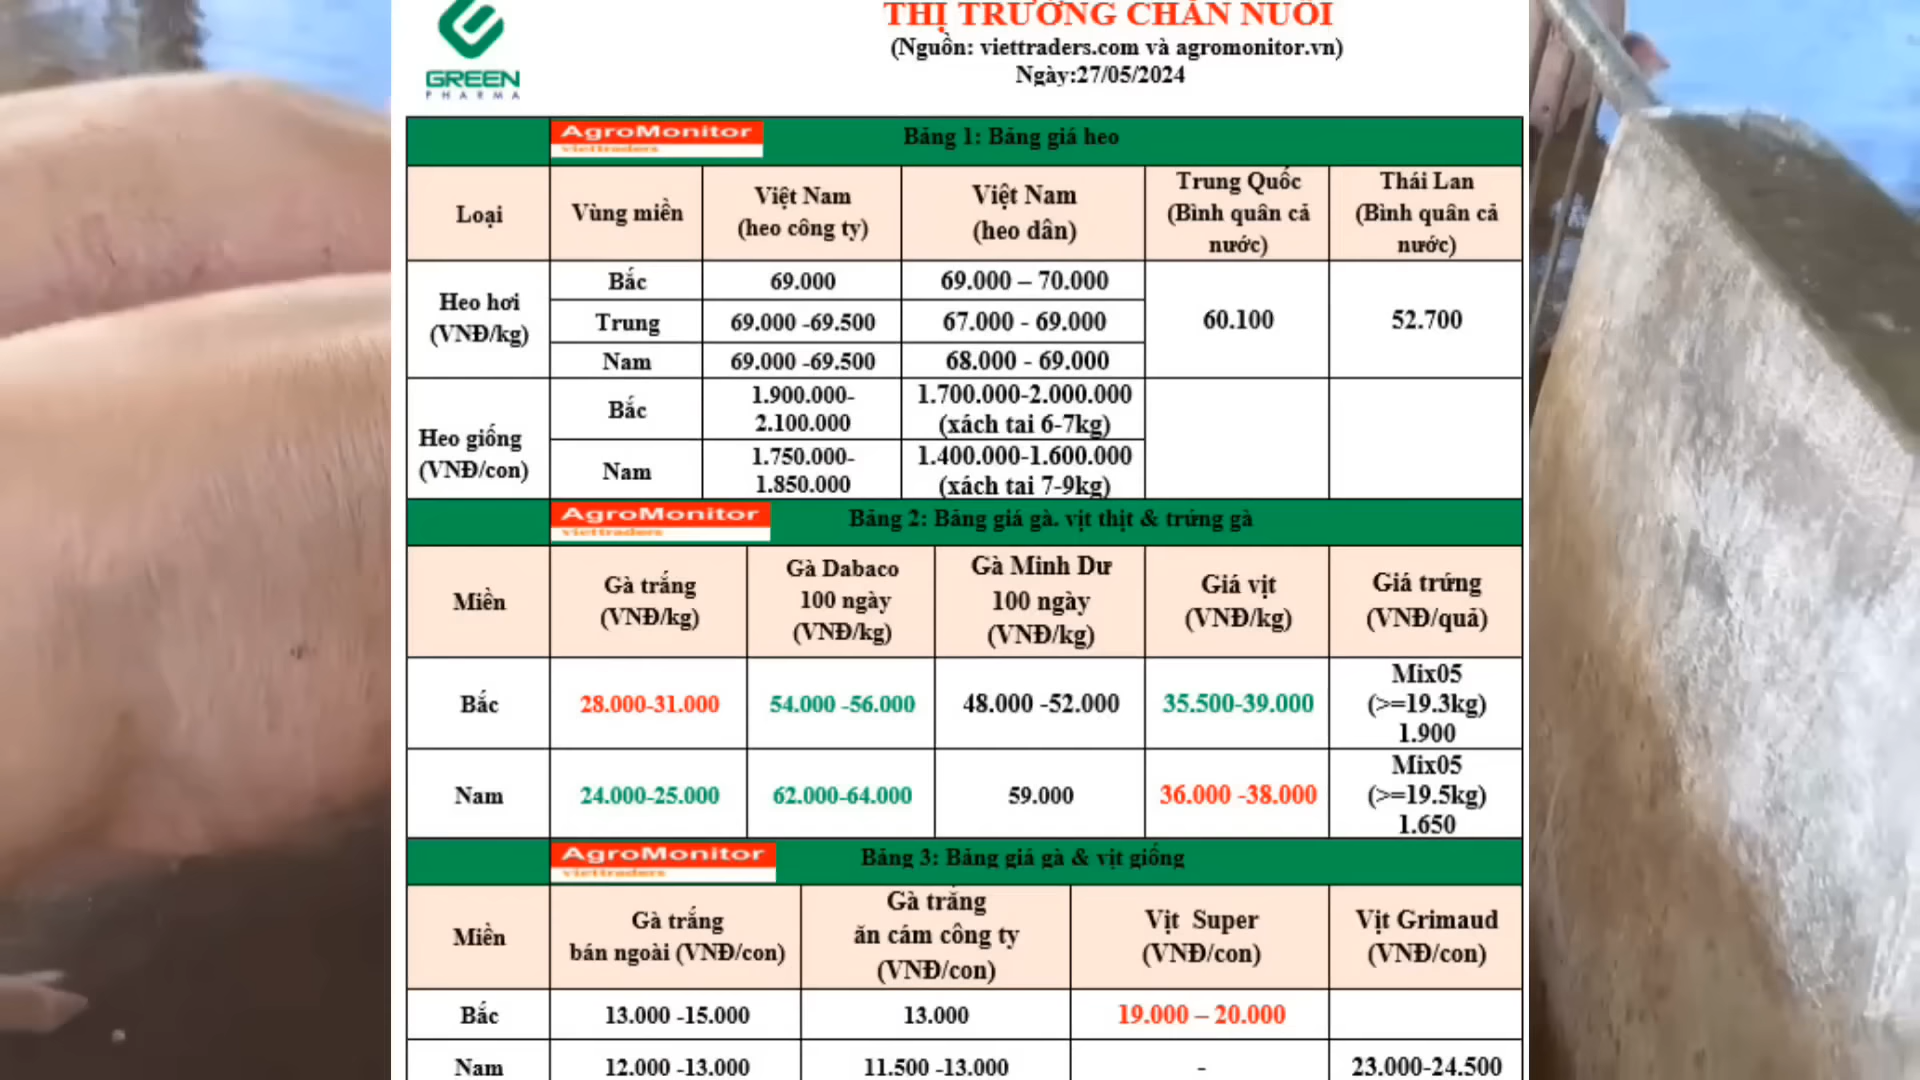 GREEN
PHARMA
THỊ TRƯỜNG CHĂN NUÔI
(Nguồn: viettraders.com và agromonitor.vn)
Ngày:27/05/2024
AgroMonitor
viettraders
Bảng 1: Bảng giá heo
Loại
Vùng miền
Việt Nam
(heo công ty)
Việt Nam
(heo dân)
Trung Quốc
(Bình quân cả
nước)
Thái Lan
(Bình quân cả
nước)
Heo hơi
(VNĐ/kg)
Bắc
69.000
69.000 – 70.000
60.100
52.700
Trung
69.000 -69.500
67.000 - 69.000
Nam
69.000 -69.500
68.000 - 69.000
Heo giống
(VNĐ/con)
Bắc
1.900.000-
2.100.000
1.700.000-2.000.000
(xách tai 6-7kg)
Nam
1.750.000-
1.850.000
1.400.000-1.600.000
(xách tai 7-9kg)
AgroMonitor
viettraders
Bảng 2: Bảng giá gà. vịt thịt & trứng gà
Miền
Gà trắng
(VNĐ/kg)
Gà Dabaco
100 ngày
(VNĐ/kg)
Gà Minh Dư
100 ngày
(VNĐ/kg)
Giá vịt
(VNĐ/kg)
Giá trứng
(VNĐ/quả)
Bắc
28.000-31.000
54.000 -56.000
48.000 -52.000
35.500-39.000
Mix05
(>=19.3kg)
1.900
Nam
24.000-25.000
62.000-64.000
59.000
36.000 -38.000
Mix05
(>=19.5kg)
1.650
AgroMonitor
viettraders
Bảng 3: Bảng giá gà & vịt giống
Miền
Gà trắng
bán ngoài (VNĐ/con)
Gà trắng
ăn cám công ty
(VNĐ/con)
Vịt  Super
(VNĐ/con)
Vịt Grimaud
(VNĐ/con)
Bắc
13.000 -15.000
13.000
19.000 – 20.000
Nam
12.000 -13.000
11.500 -13.000
-
23.000-24.500